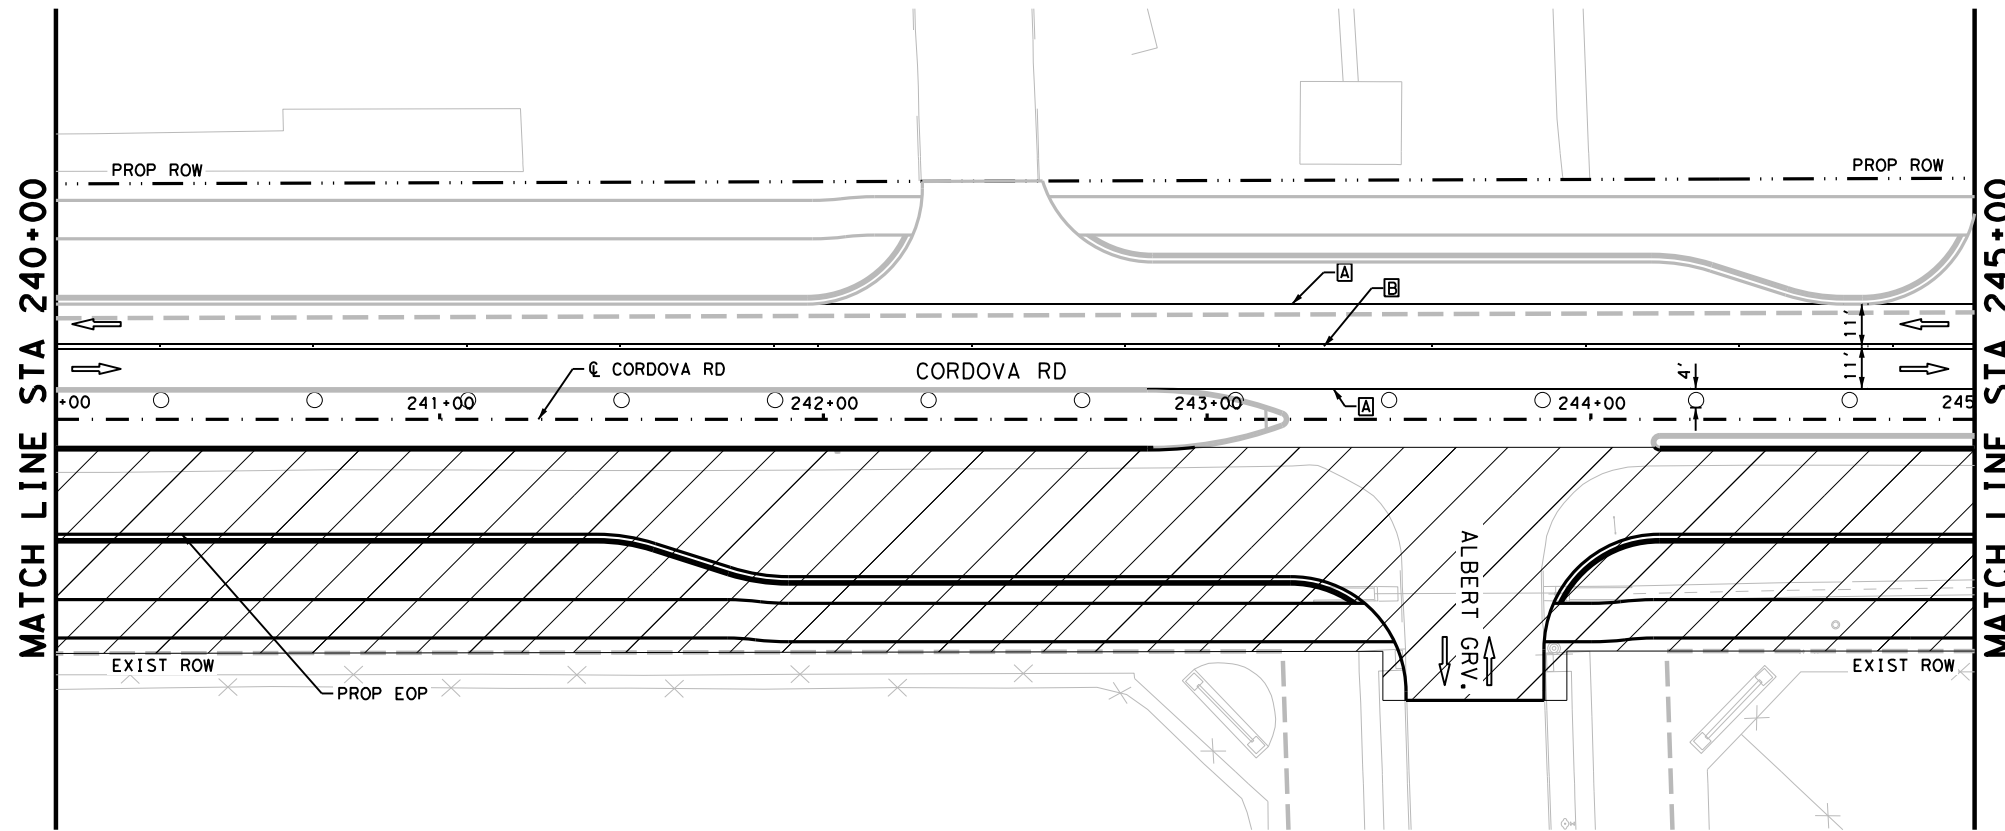 MATCH LINE STA 240+00
PROP ROW
PROP ROW
MATCH LINE STA 245+00
A
B
11'
11'
4'
℄ CORDOVA RD
CORDOVA RD
A
+00
241+00
242+00
243+00
244+00
245
ALBERT GRV.
EXIST ROW
EXIST ROW
PROP EOP